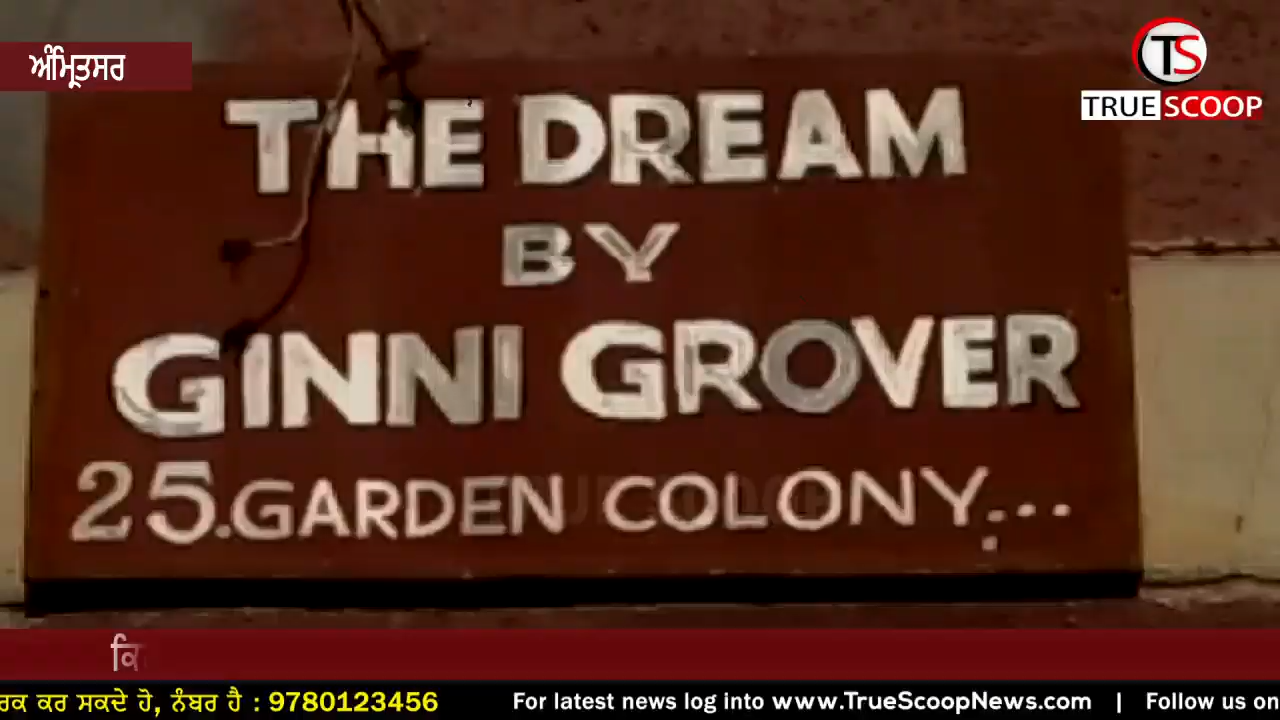 ਅੰਮ੍ਰਿਤਸਰ
TS
TRUE SCOOP
THE DREAM
BY
GINNI GROVER
25.GARDEN COLONY...
ਕਰ ਸਕਦੇ ਹੋ, ਨੰਬਰ ਹੈ : 9780123456 For latest news log into www.TrueScoopNews.com | Follow us on